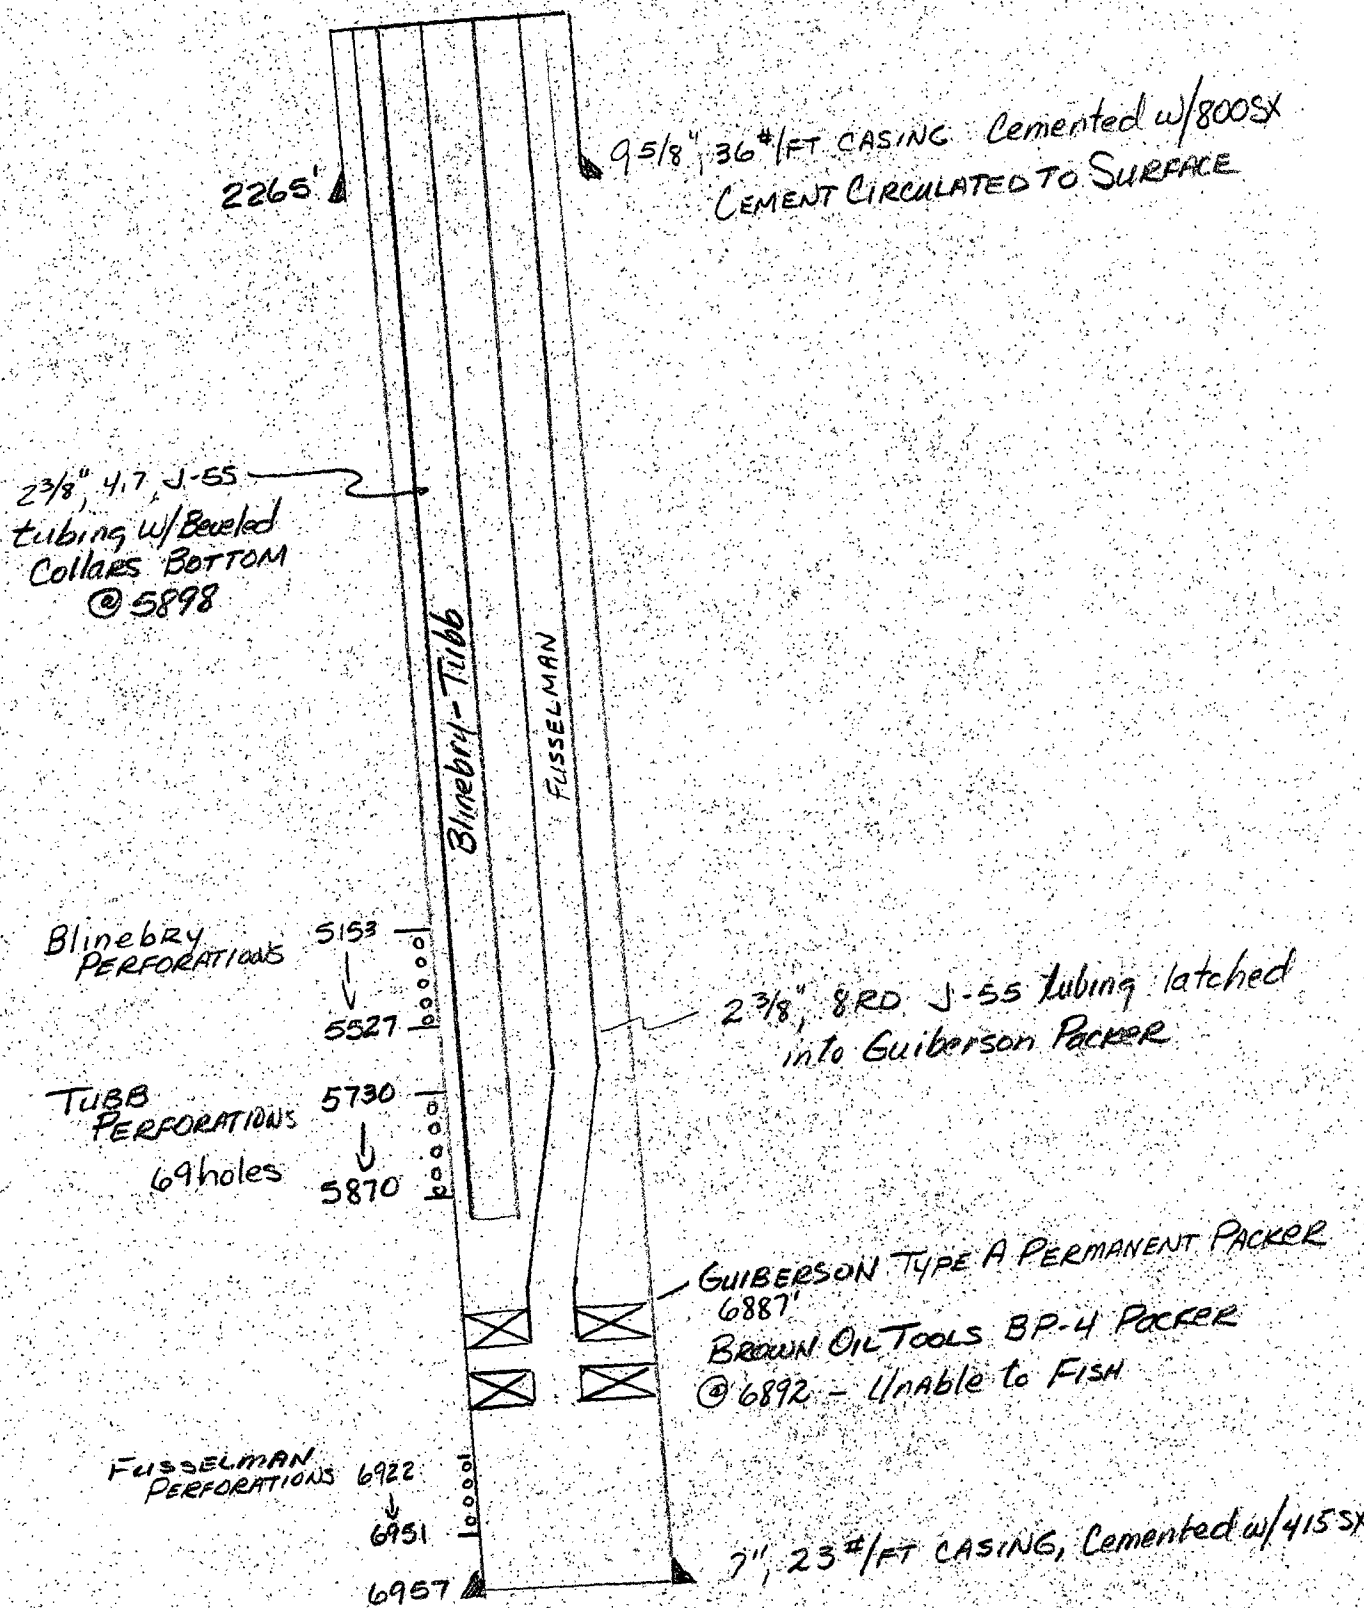 9 5/8", 36#/FT CASING Cemented w/800SX
CEMENT CIRCULATED TO SURFACE
2265'
2 3/8", 4.7, J-55
tubing w/Beveled
Collars BOTTOM
@ 5898
Blinebry-Tubb
FUSSELMAN
Blinebry
PERFORATIONS
5153
5527
2 3/8", 8RD J-55 tubing latched
into Guiberson Packer
TUBB
PERFORATIONS
69 holes
5730
5870
GUIBERSON TYPE A PERMANENT PACKER
6887'
BROWN OIL TOOLS BP-4 PACKER
@ 6892 - Unable to FISH
FUSSELMAN
PERFORATIONS 6922
6951
6957
7", 23#/FT CASING, Cemented w/415SX